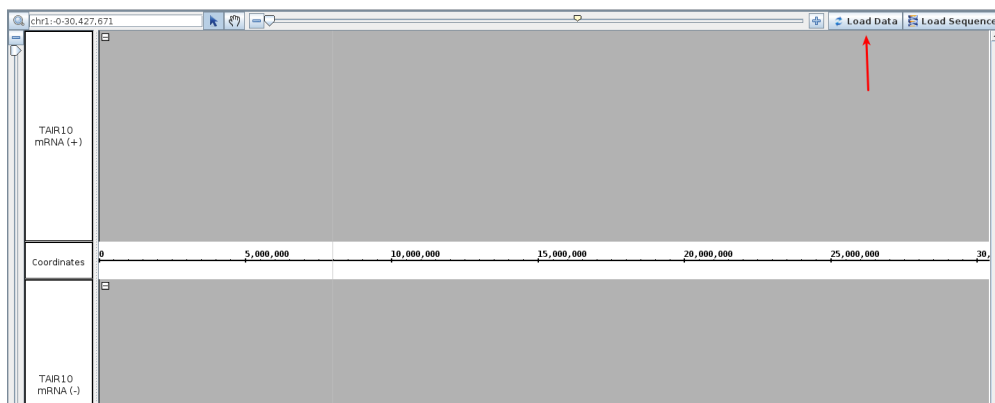 chr1:-0-30,427,671
Load Data
Load Sequence
TAIR10
mRNA (+)
Coordinates
0 5,000,000 10,000,000 15,000,000 20,000,000 25,000,000 30,
TAIR10
mRNA (-)